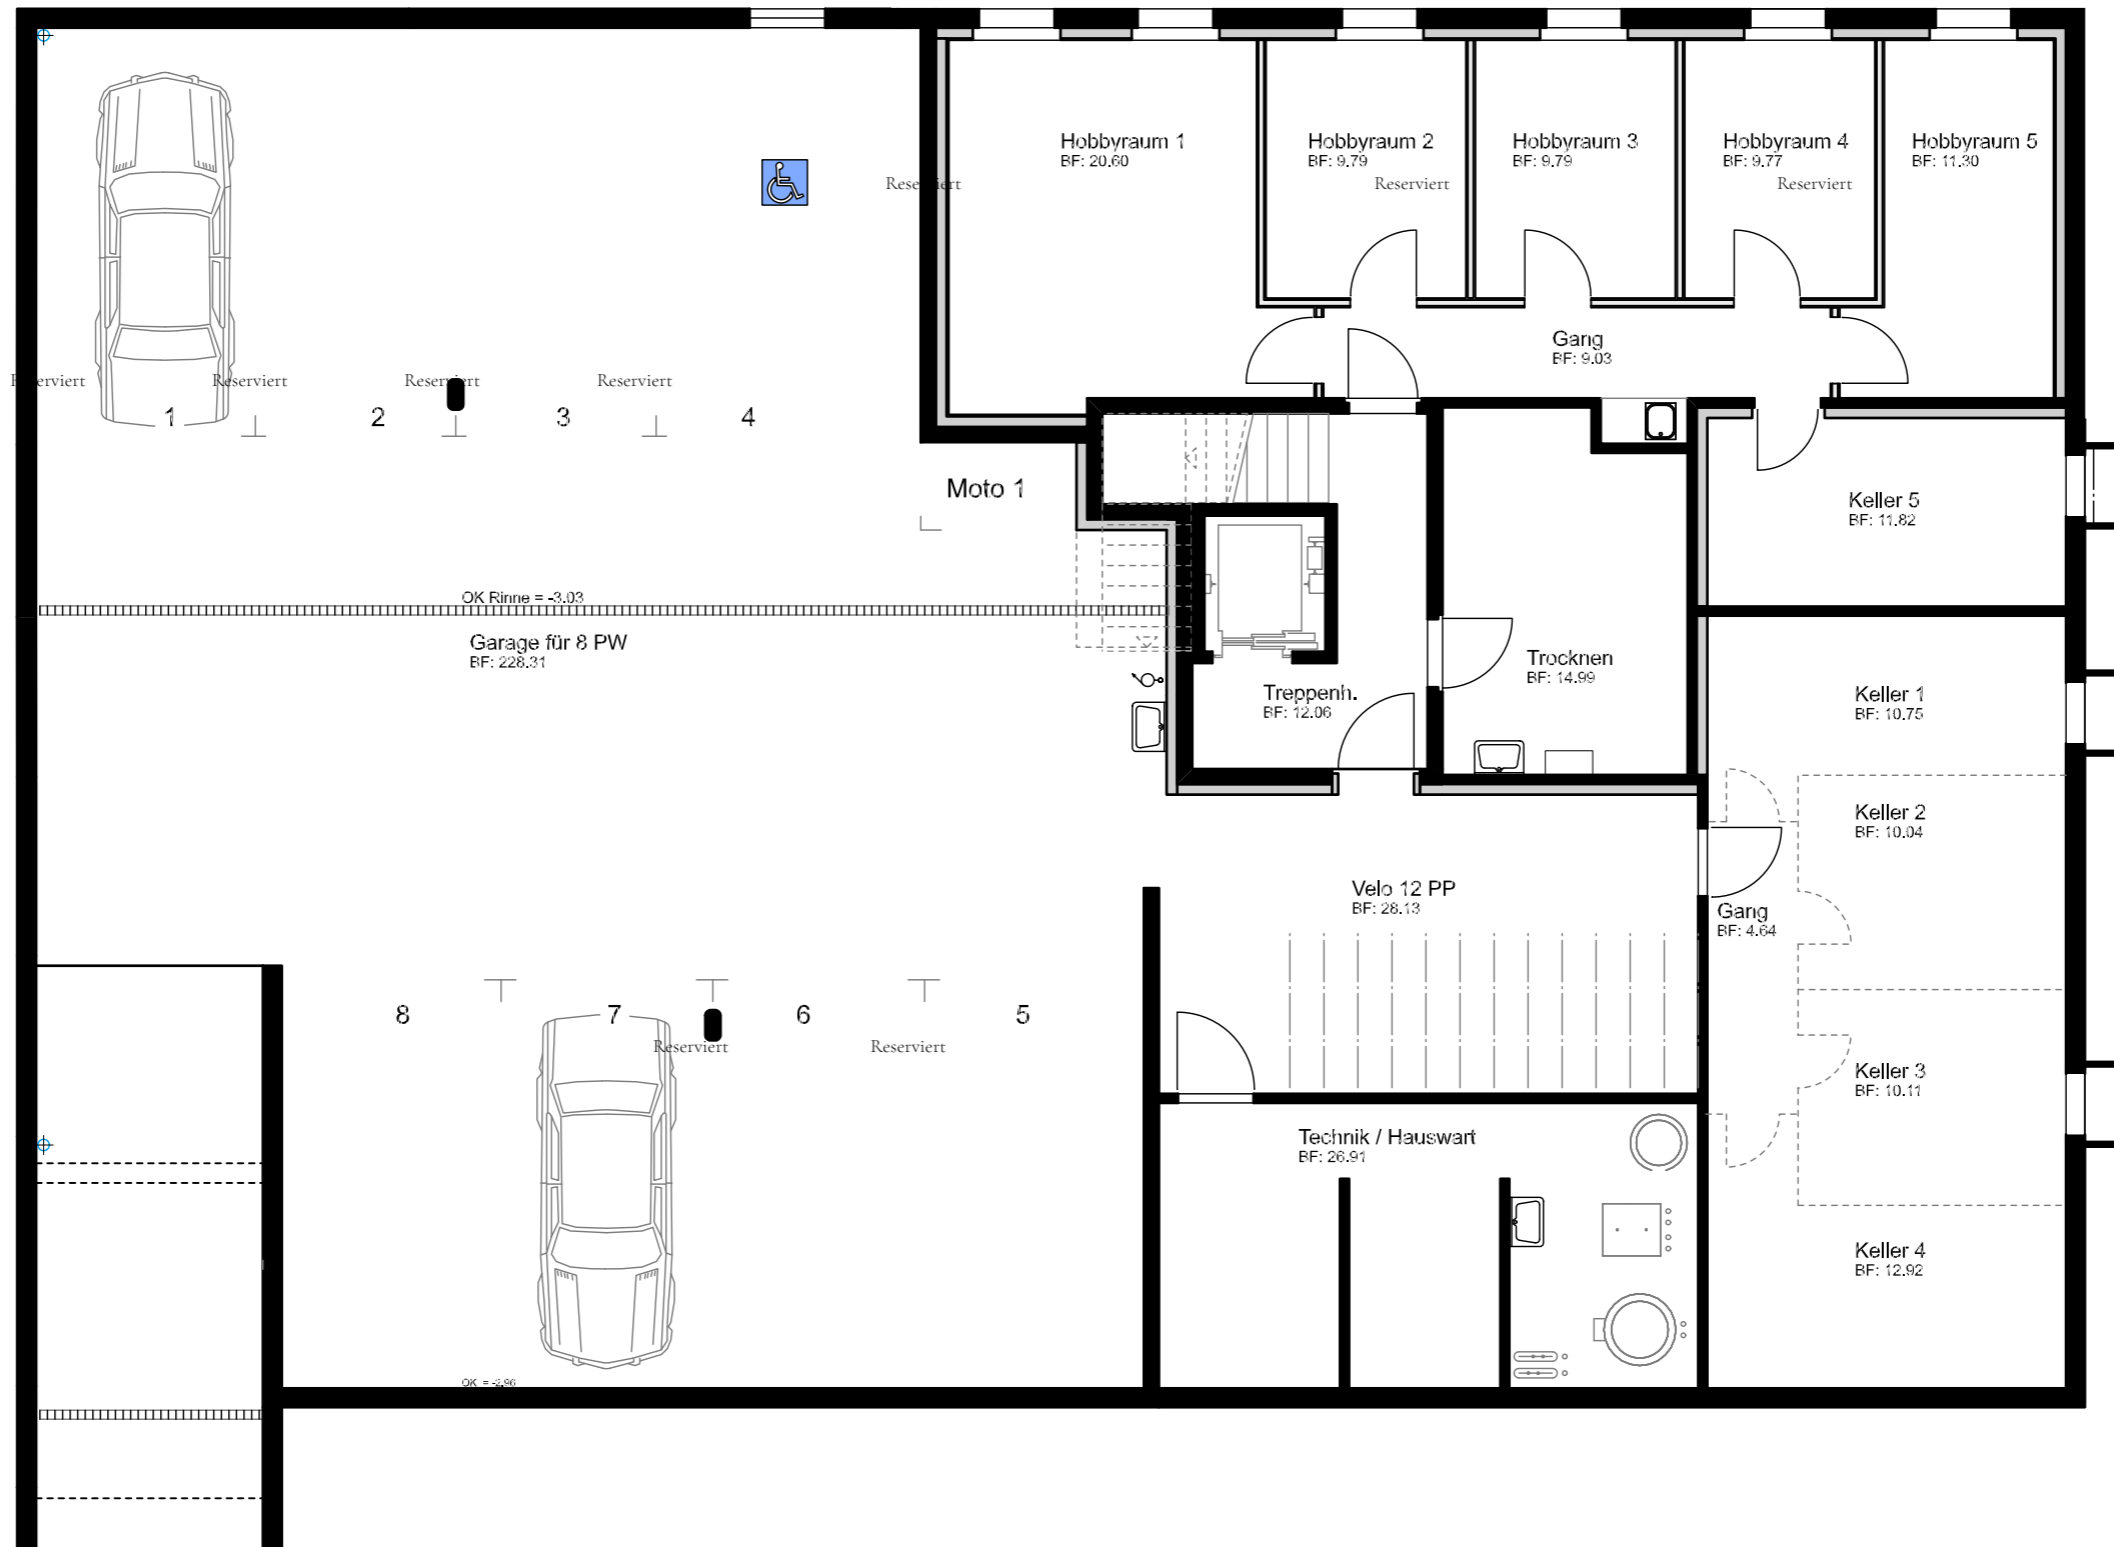 Hobbyraum 1
BF: 20.60
Hobbyraum 2
BF: 9.79
Hobbyraum 3
BF: 9.79
Hobbyraum 4
BF: 9.77
Hobbyraum 5
BF: 11.30
Reserviert
Reserviert
Reserviert
Gang
BF: 9.03
Reserviert
Reserviert
Reserviert
Reserviert
1
2
3
4
Moto 1
Keller 5
BF: 11.82
OK Rinne = -3.03
Garage für 8 PW
BF: 228.31
Treppenh.
BF: 12.06
Trocknen
BF: 14.99
Keller 1
BF: 10.75
Keller 2
BF: 10.04
Velo 12 PP
BF: 28.13
Gang
BF: 4.64
8
7
6
5
Reserviert
Reserviert
Keller 3
BF: 10.11
Technik / Hauswart
BF: 26.91
Keller 4
BF: 12.92
OK = -2.96